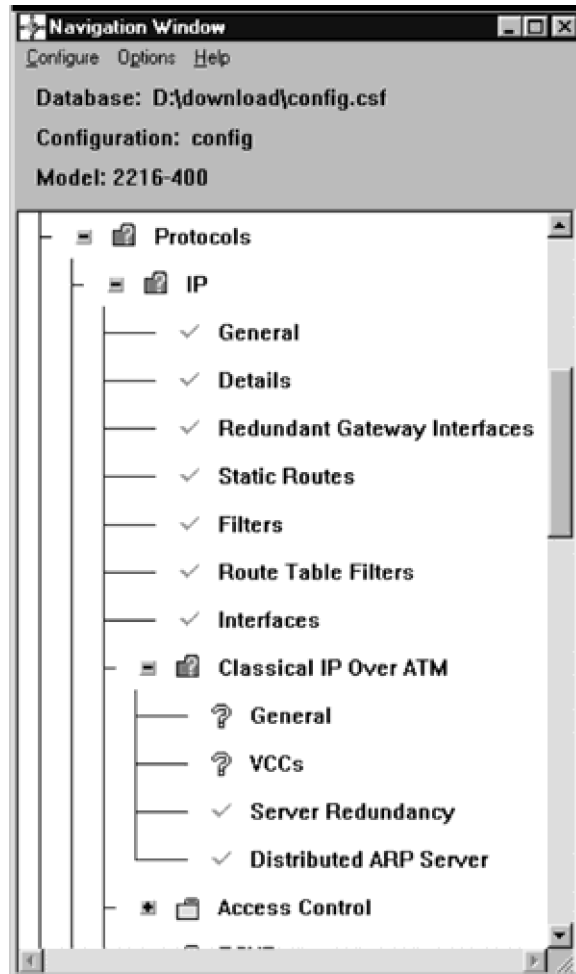 Navigation Window
Configure Options Help
Database: D:\download\config.csf
Configuration: config
Model: 2216-400
Protocols
IP
General
Details
Redundant Gateway Interfaces
Static Routes
Filters
Route Table Filters
Interfaces
Classical IP Over ATM
General
VCCs
Server Redundancy
Distributed ARP Server
Access Control